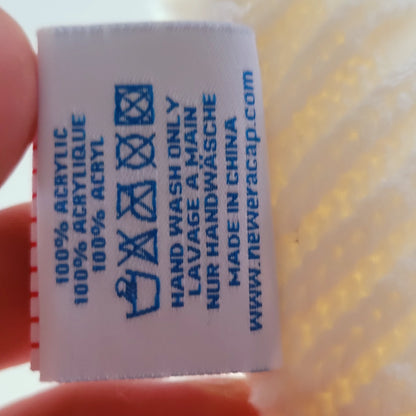 100% ACRYLIC
100% ACRYLIQUE
100% ACRYL
HAND WASH ONLY
LAVAGE A MAIN
NUR HANDWÄSCHE
MADE IN CHINA
www.neweracap.com